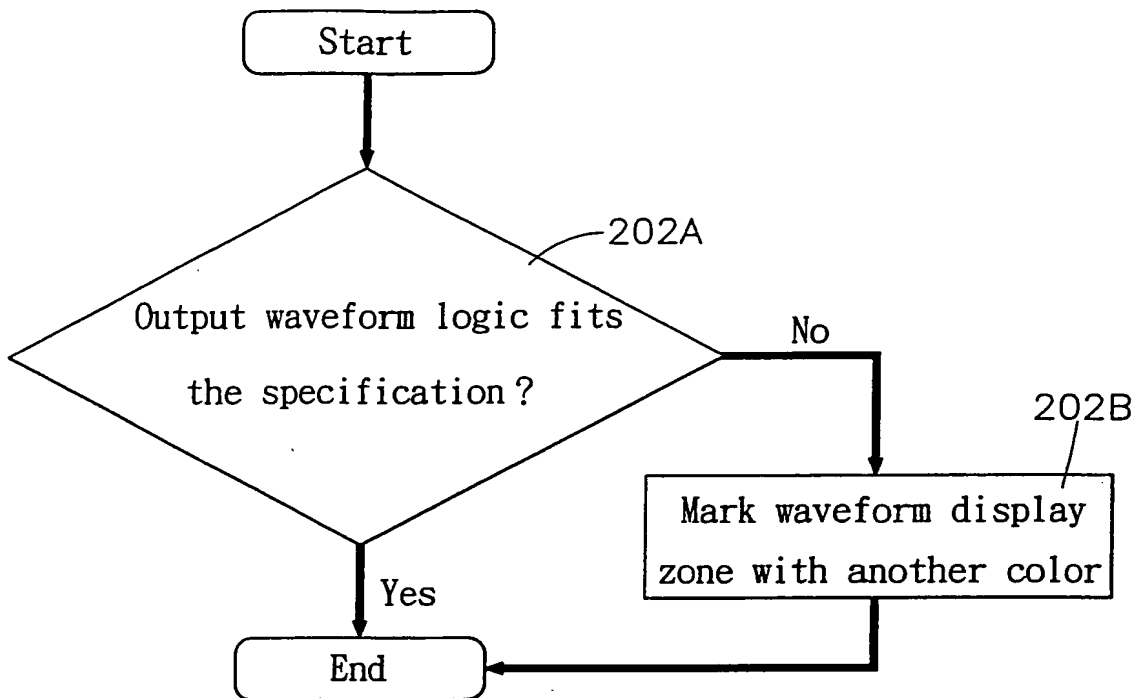 Start
202A
Output waveform logic fits
the specification?
No
202B
Mark waveform display
zone with another color
Yes
End